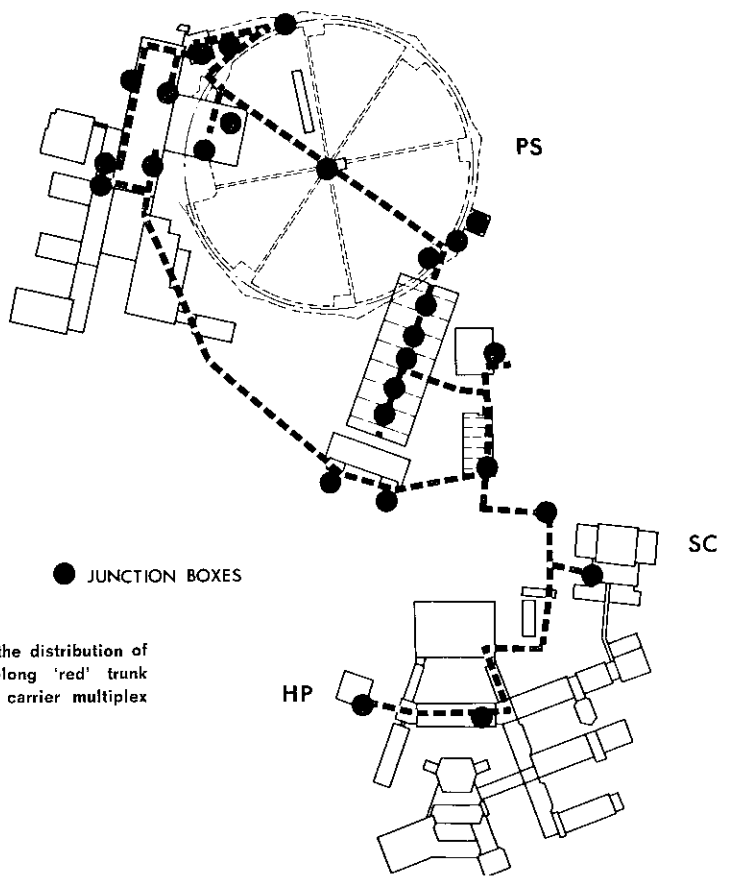 PS
JUNCTION BOXES
SC
the distribution of
long 'red' trunk
carrier multiplex
HP